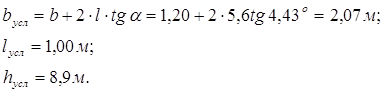 b_усл = b + 2 · l · tg α = 1,20 + 2 · 5,6tg 4,43° = 2,07 м;
l_усл = 1,00 м;
h_усл = 8,9 м.